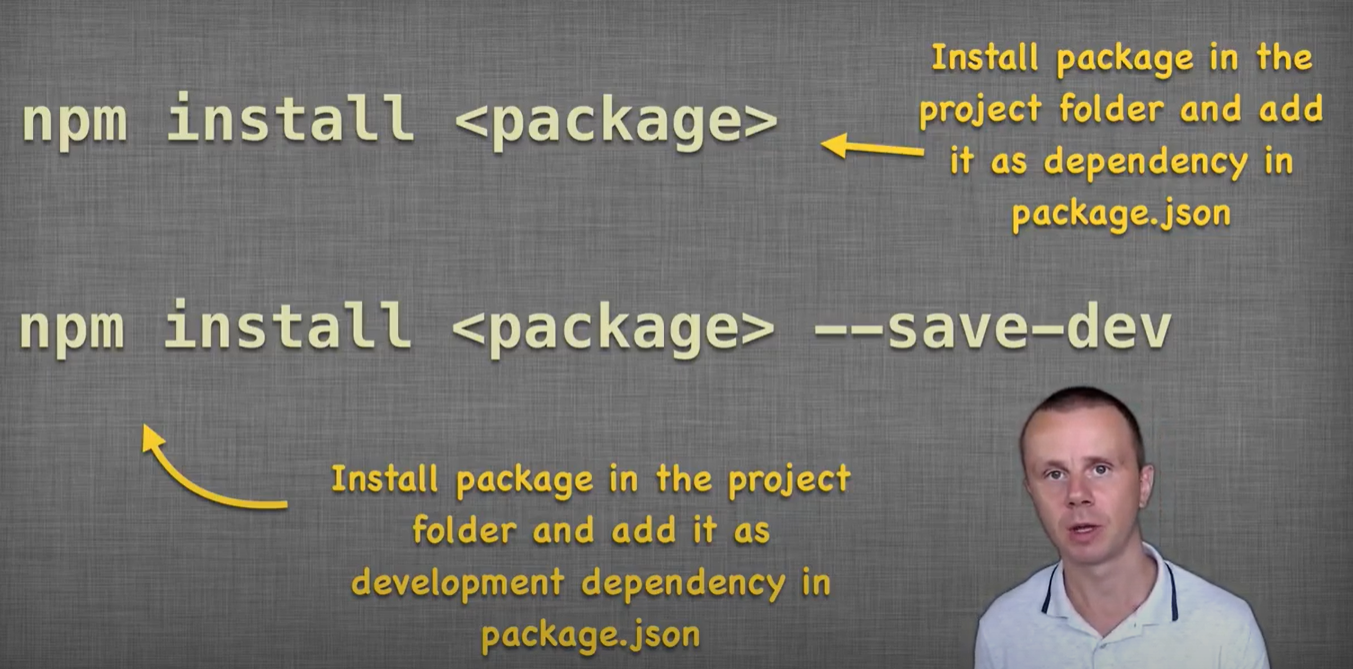 npm install <package>
Install package in the
project folder and add
it as dependency in
package.json
npm install <package> --save-dev
Install package in the project
folder and add it as
development dependency in
package.json